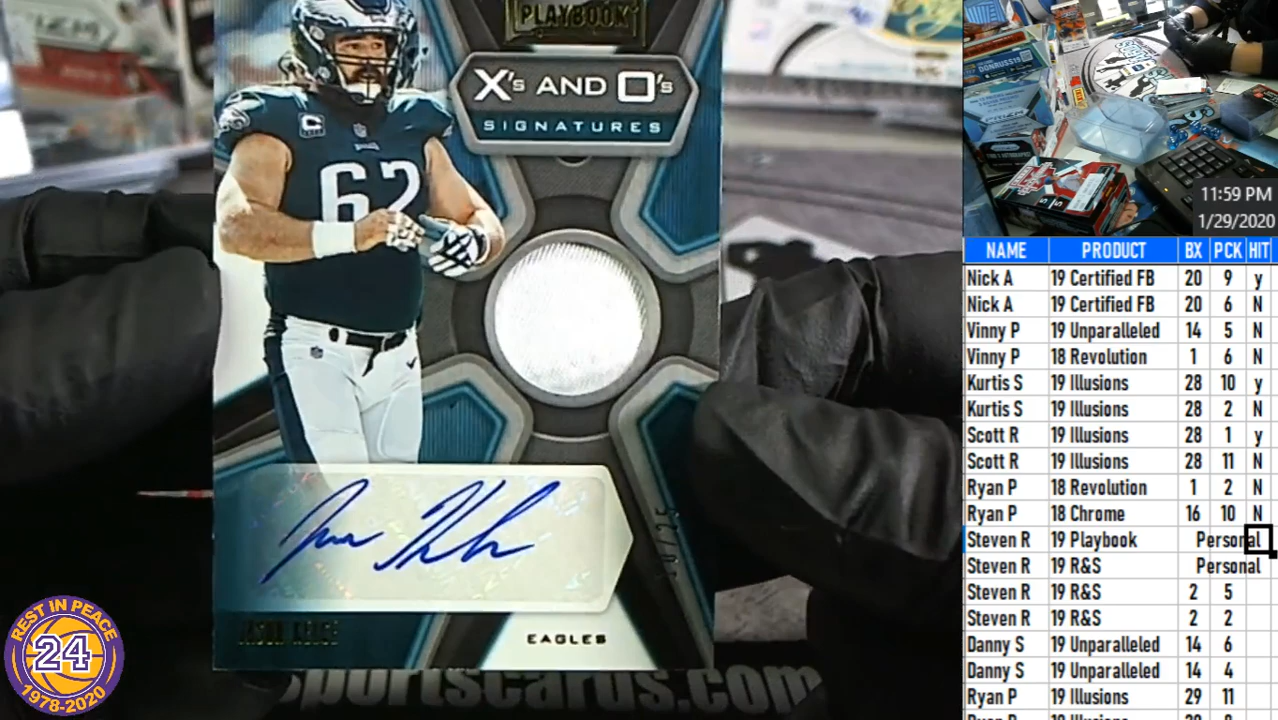 PLAYBOOK
X's AND O's
SIGNATURES
62
C
JASON KELCE
EAGLES
sportscards.com
REST IN PEACE
24
1978-2020
11:59 PM
1/29/2020
NAME PRODUCT BX PCK HIT
Nick A 19 Certified FB 20 9 y
Nick A 19 Certified FB 20 6 N
Vinny P 19 Unparalleled 14 5 N
Vinny P 18 Revolution 1 6 N
Kurtis S 19 Illusions 28 10 y
Kurtis S 19 Illusions 28 2 N
Scott R 19 Illusions 28 1 y
Scott R 19 Illusions 28 11 N
Ryan P 18 Revolution 1 2 N
Ryan P 18 Chrome 16 10 N
Steven R 19 Playbook Personal
Steven R 19 R&S Personal
Steven R 19 R&S 2 5
Steven R 19 R&S 2 2
Danny S 19 Unparalleled 14 6
Danny S 19 Unparalleled 14 4
Ryan P 19 Illusions 29 11